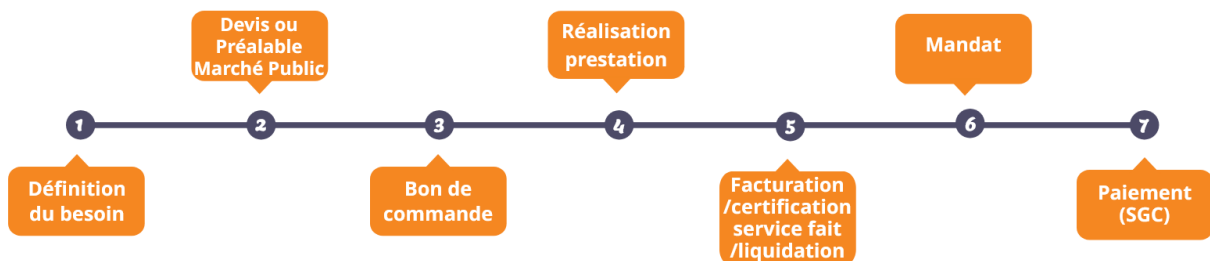 1
Définition
du besoin
2
Devis ou
Préalable
Marché Public
3
Bon de
commande
4
Réalisation
prestation
5
Facturation
/certification
service fait
/liquidation
6
Mandat
7
Paiement
(SGC)